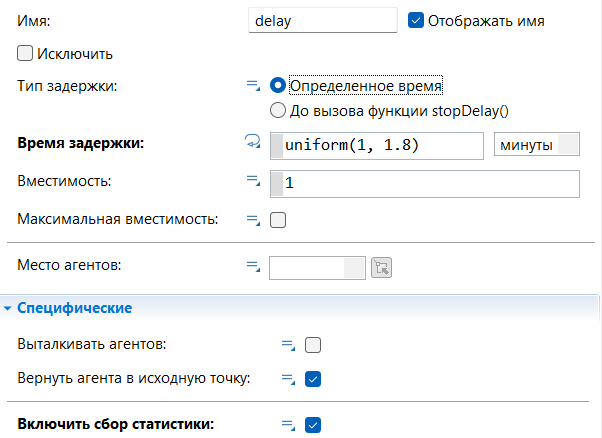 Имя: delay Отображать имя
Исключить
Тип задержки: Определенное время
До вызова функции stopDelay()
Время задержки: uniform(1, 1.8) минуты
Вместимость: 1
Максимальная вместимость:
Место агентов:
Специфические
Выталкивать агентов:
Вернуть агента в исходную точку:
Включить сбор статистики: